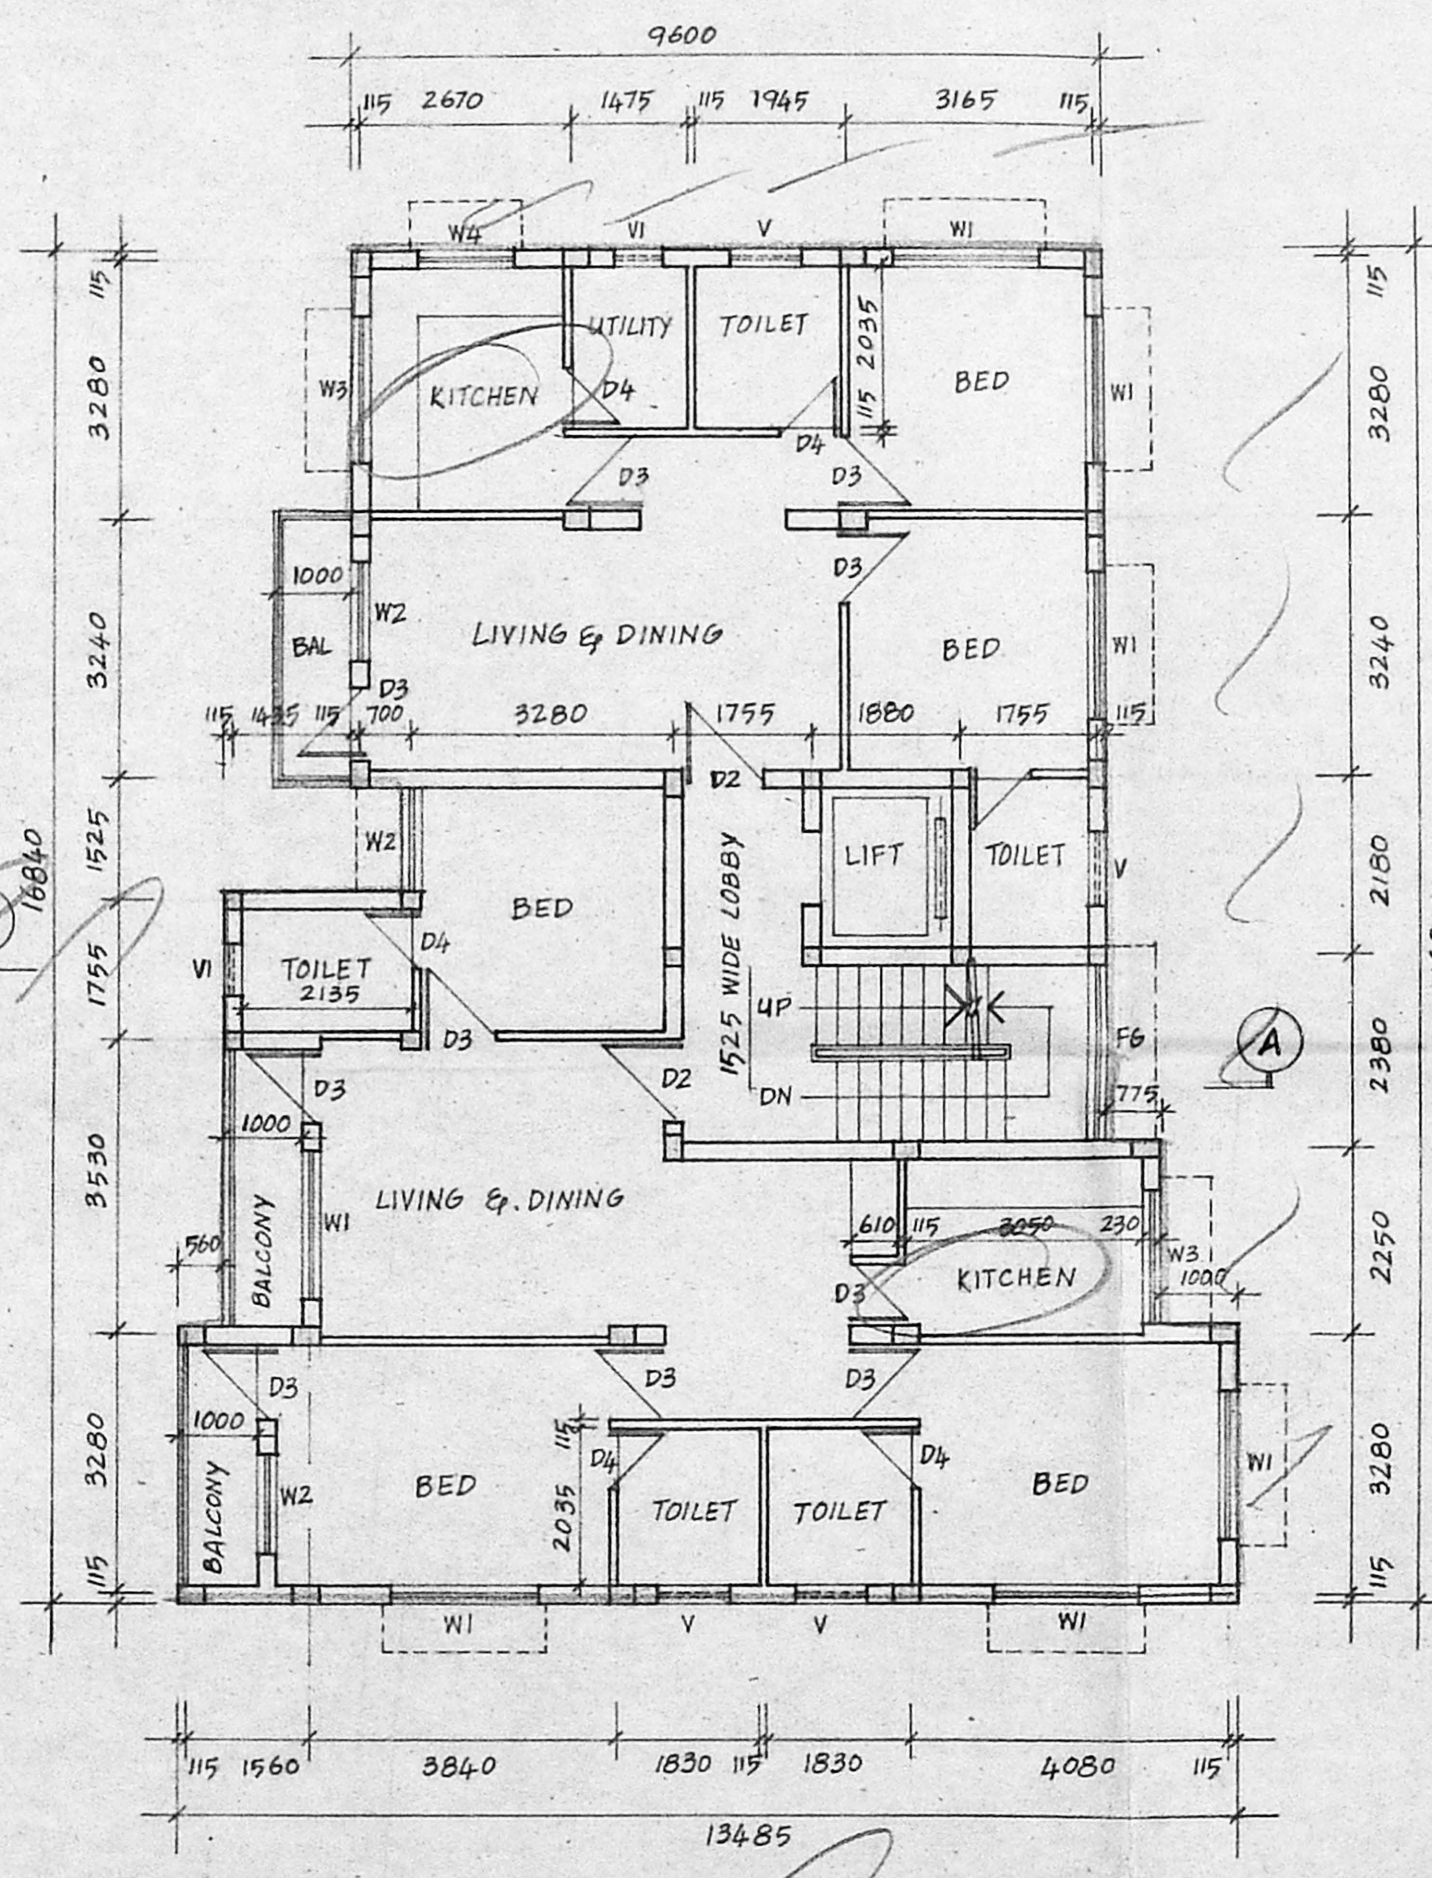 9600
115 2670 1475 115 1945 3165 115
W4 V1 V W1
115 115
UTILITY TOILET 2035
3280 W3 KITCHEN D4 BED W1 3280
115
D4
D3 D3
1000 D3
W2 LIVING & DINING
3240 BAL BED W1 3240
D3
115 1435 115 700 3280 1755 1880 1755 115
D2
1525 W2 LIFT TOILET V 2180
16840 BED 1525 WIDE LOBBY
D4
1755 V1 TOILET
2135 UP
D3 FG A 2380
D2
D3 DN 775
1000
3530 LIVING & DINING
W1 610 115 3050 230 2250
560 BALCONY W3
KITCHEN 1000
D3
D3 D3 D3
1000 115
D4 D4
3280 BED BED W1 3280
BALCONY W2 2035 TOILET TOILET
115 115
W1 V V W1
115 1560 3840 1830 115 1830 4080 115
13485